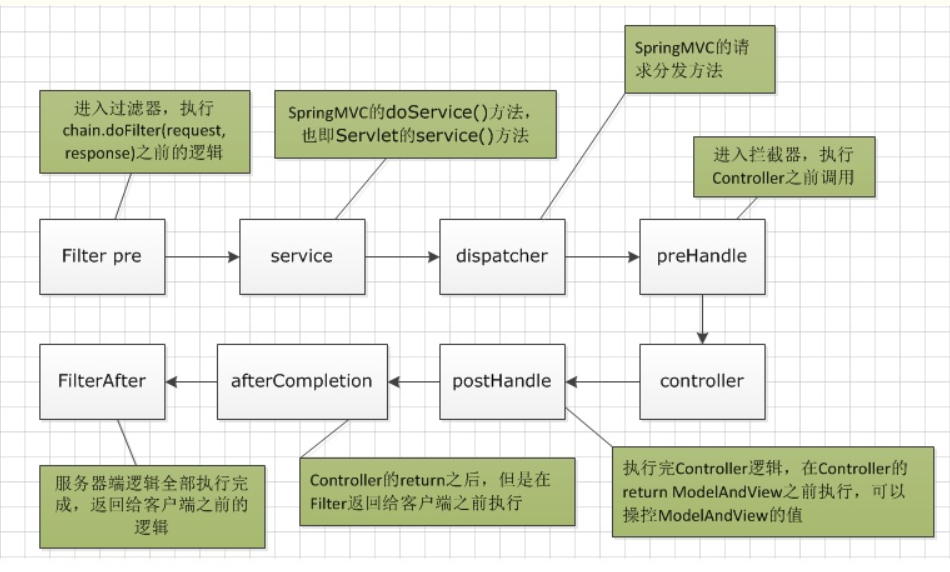 SpringMVC的请
求分发方法
进入过滤器，执行
chain.doFilter(request,
response)之前的逻辑
SpringMVC的doService()方法，
也即Servlet的service()方法
进入拦截器，执行
Controller之前调用
Filter pre
service
dispatcher
preHandle
FilterAfter
afterCompletion
postHandle
controller
服务器端逻辑全部执行完
成，返回给客户端之前的
逻辑
Controller的return之后，但是在
Filter返回给客户端之前执行
执行完Controller逻辑，在Controller的
return ModelAndView之前执行，可以
操控ModelAndView的值